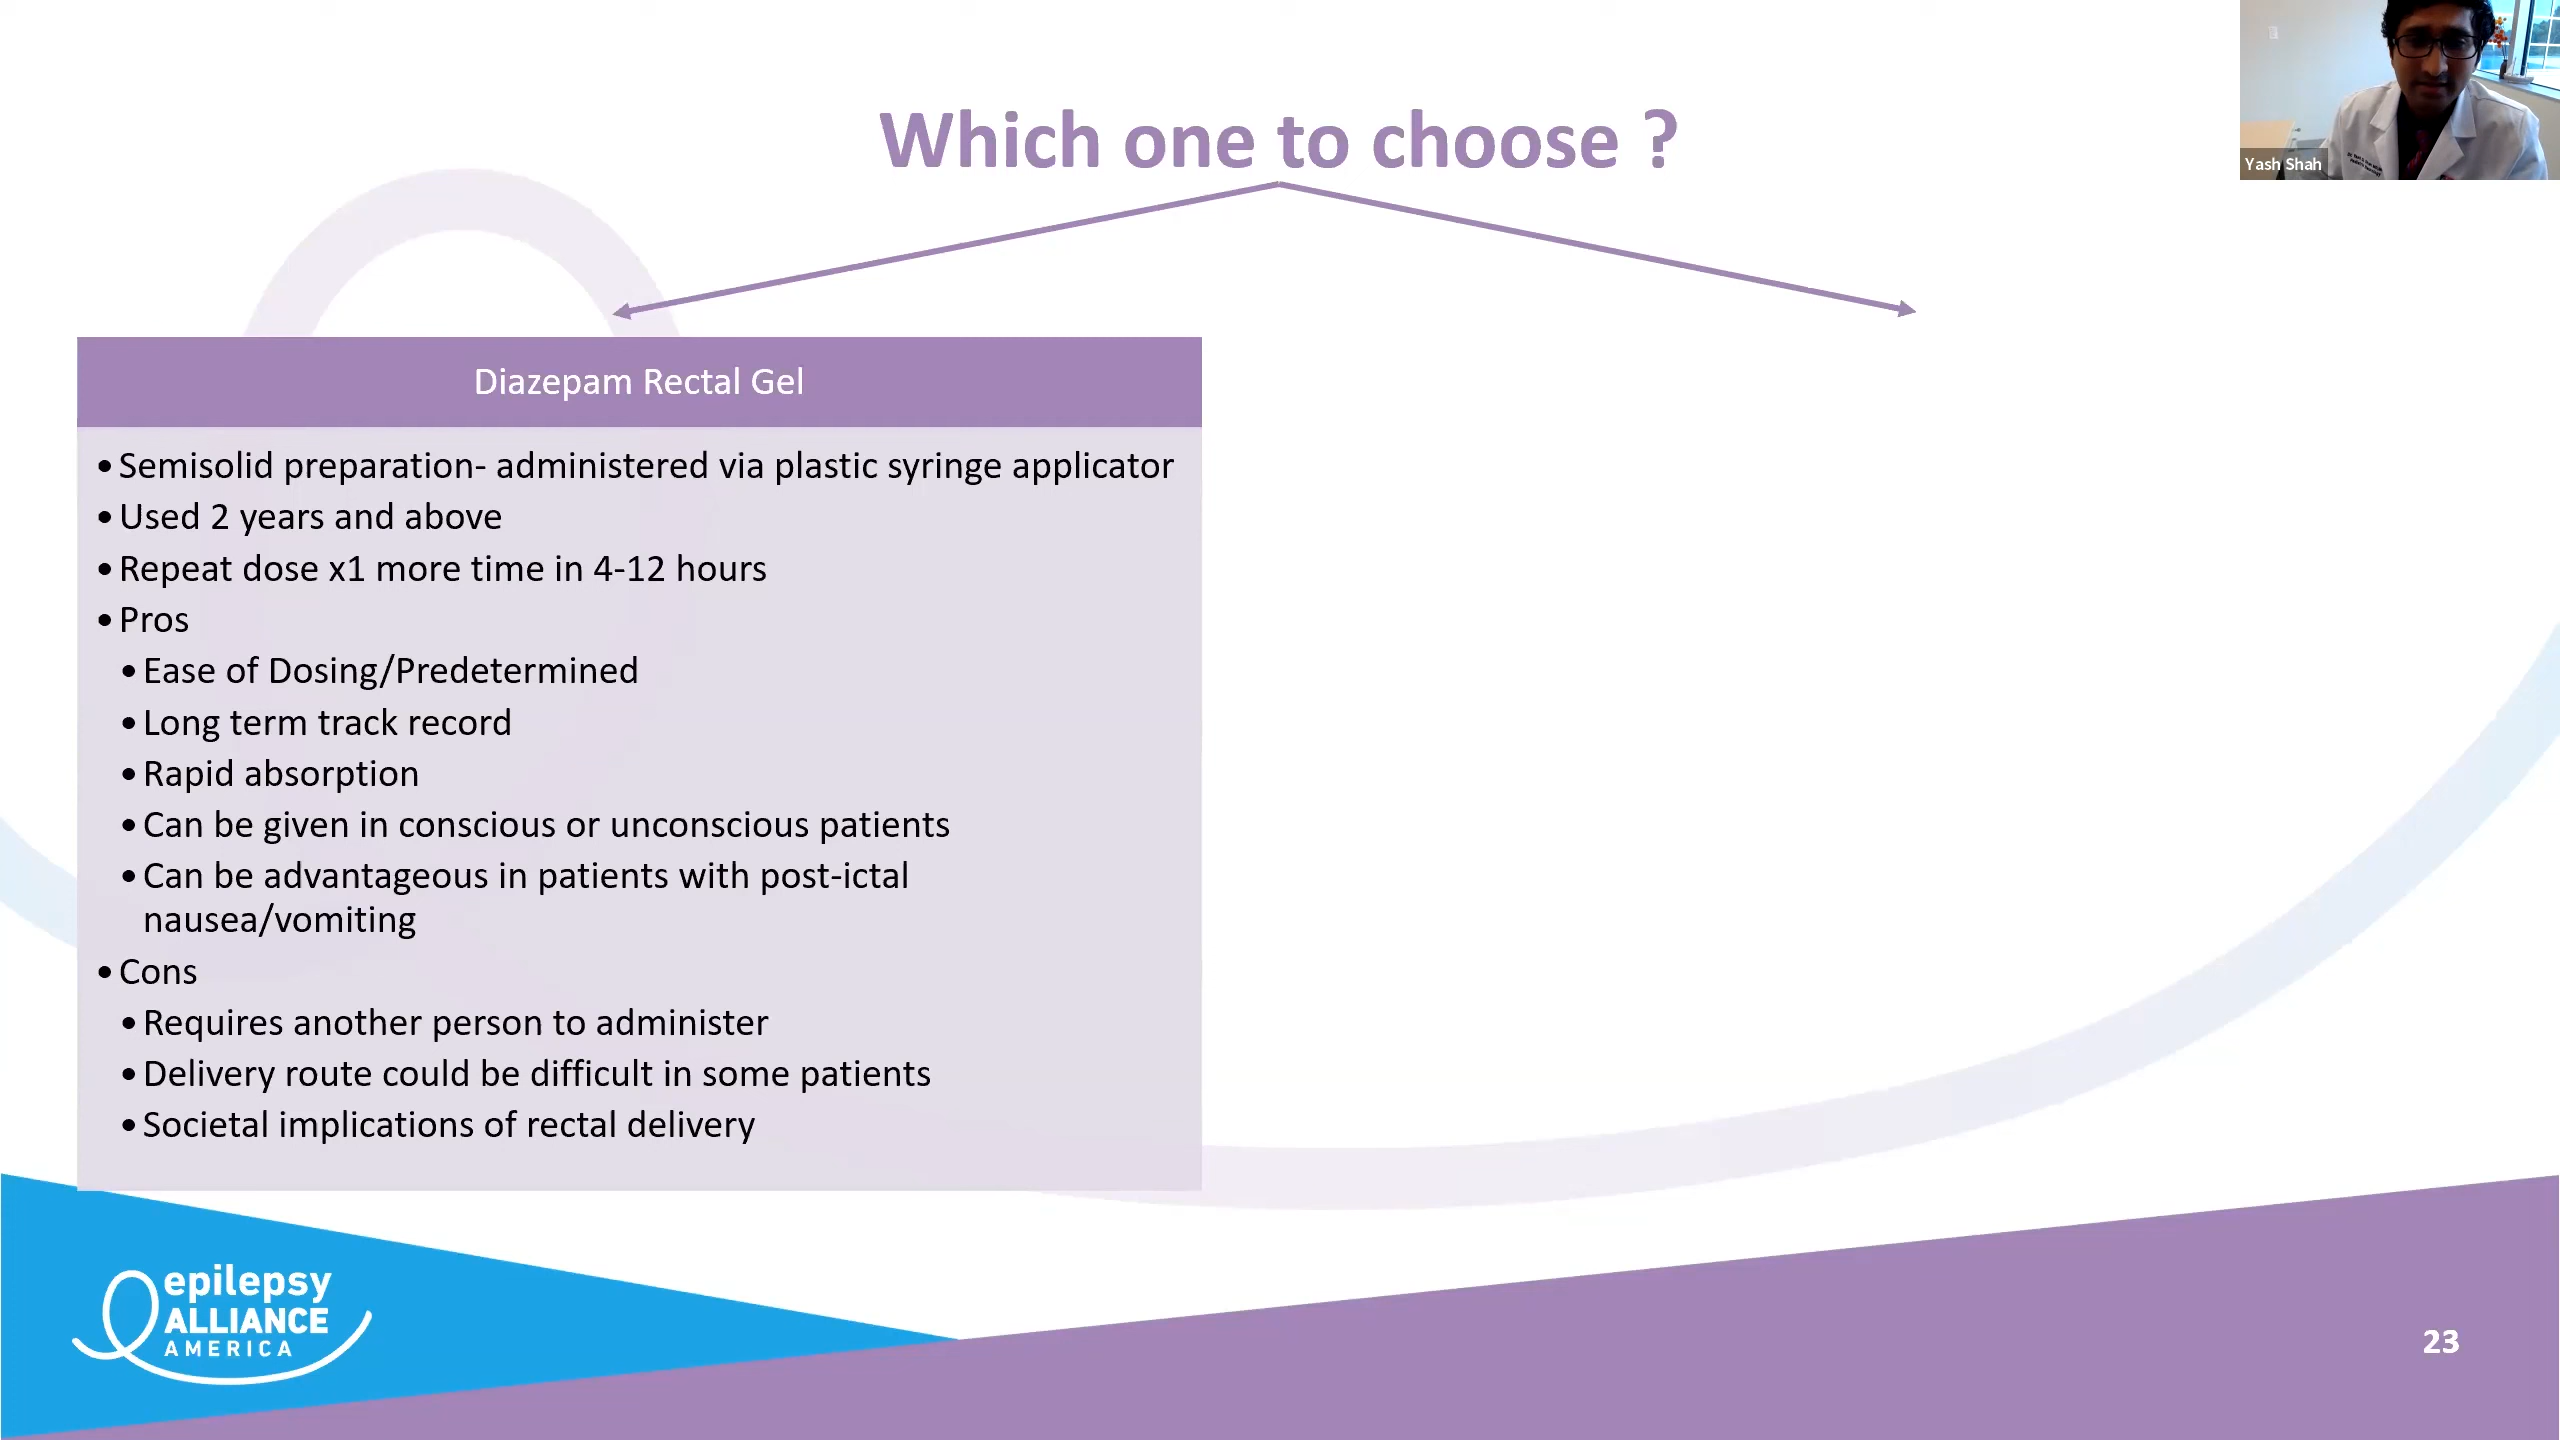 Which one to choose ?
Yash Shah
Diazepam Rectal Gel
•Semisolid preparation- administered via plastic syringe applicator
•Used 2 years and above
•Repeat dose x1 more time in 4-12 hours
•Pros
•Ease of Dosing/Predetermined
•Long term track record
•Rapid absorption
•Can be given in conscious or unconscious patients
•Can be advantageous in patients with post-ictal
nausea/vomiting
•Cons
•Requires another person to administer
•Delivery route could be difficult in some patients
•Societal implications of rectal delivery
epilepsy
ALLIANCE
AMERICA
23